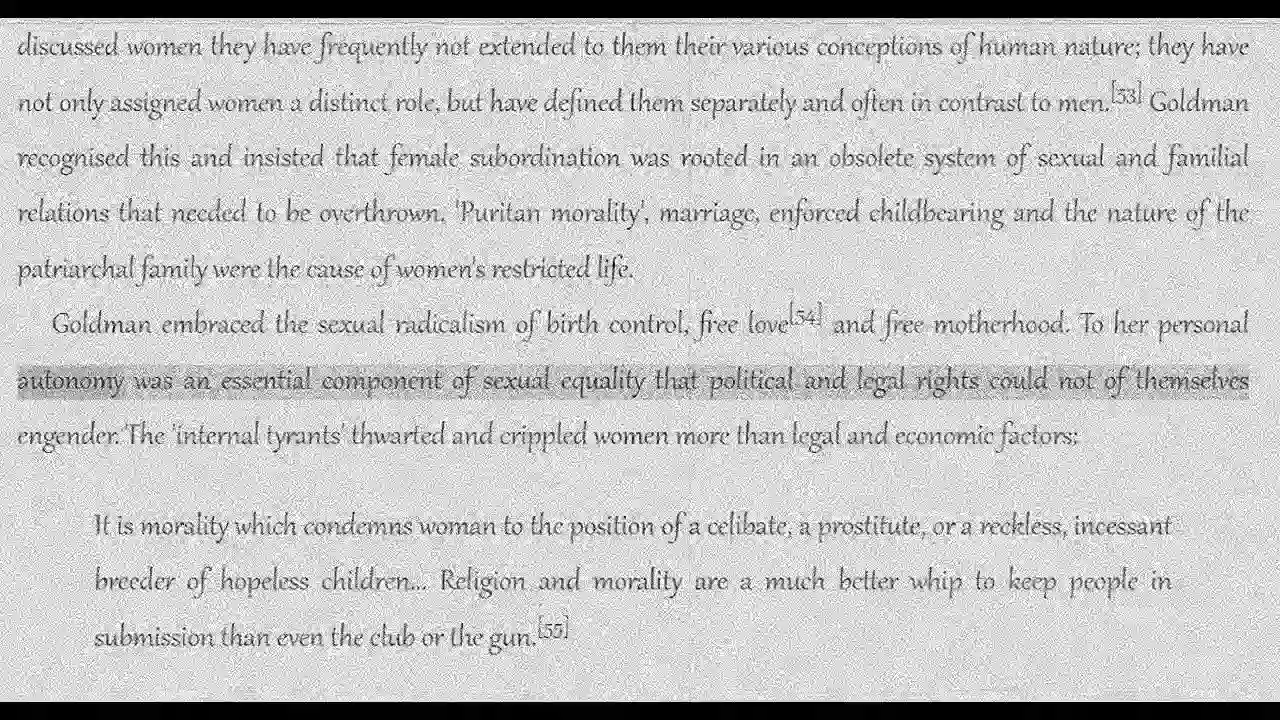 discussed women they have frequently not extended to them their various conceptions of human nature; they have
not only assigned women a distinct role, but have defined them separately and often in contrast to men.[53] Goldman
recognised this and insisted that female subordination was rooted in an obsolete system of sexual and familial
relations that needed to be overthrown. 'Puritan morality', marriage, enforced childbearing and the nature of the
patriarchal family were the cause of women's restricted life.
Goldman embraced the sexual radicalism of birth control, free love[54] and free motherhood. To her personal
autonomy was an essential component of sexual equality that political and legal rights could not of themselves
engender. The 'internal tyrants' thwarted and crippled women more than legal and economic factors:
It is morality which condemns woman to the position of a celibate, a prostitute, or a reckless, incessant
breeder of hopeless children... Religion and morality are a much better whip to keep people in
submission than even the club or the gun.[55]